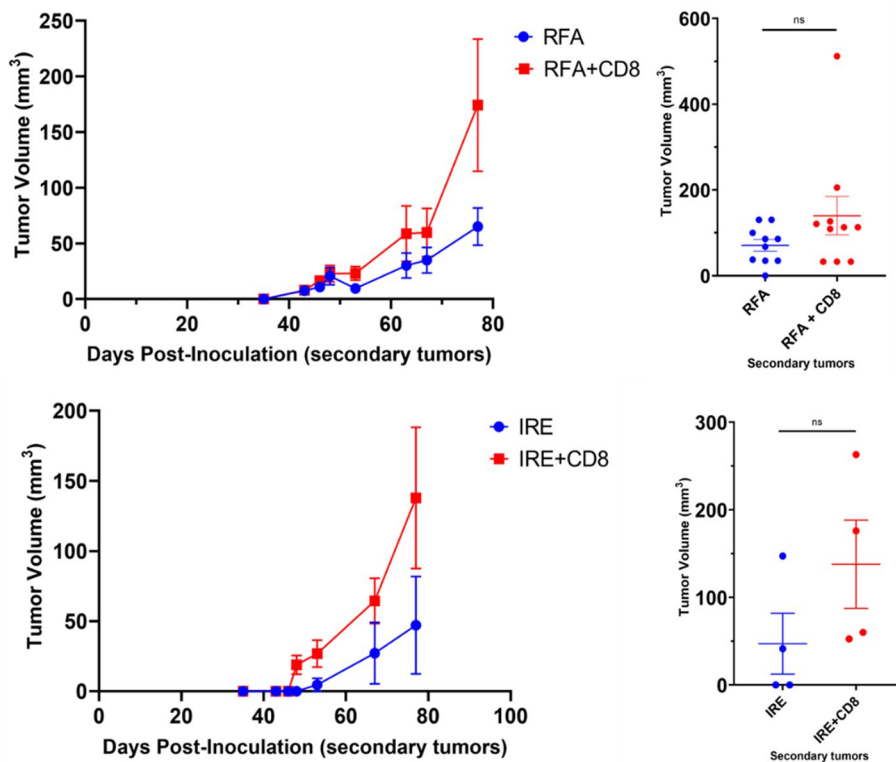 250
200
150
100
50
0
Tumor Volume (mm³)
0 20 40 60 80
Days Post-Inoculation (secondary tumors)
RFA
RFA+CD8
600
400
200
0
Tumor Volume (mm³)
ns
RFA
RFA + CD8
Secondary tumors
200
150
100
50
0
Tumor Volume (mm³)
0 20 40 60 80 100
Days Post-Inoculation (secondary tumors)
IRE
IRE+CD8
300
200
100
0
Tumor Volume (mm³)
ns
IRE
IRE+CD8
Secondary tumors